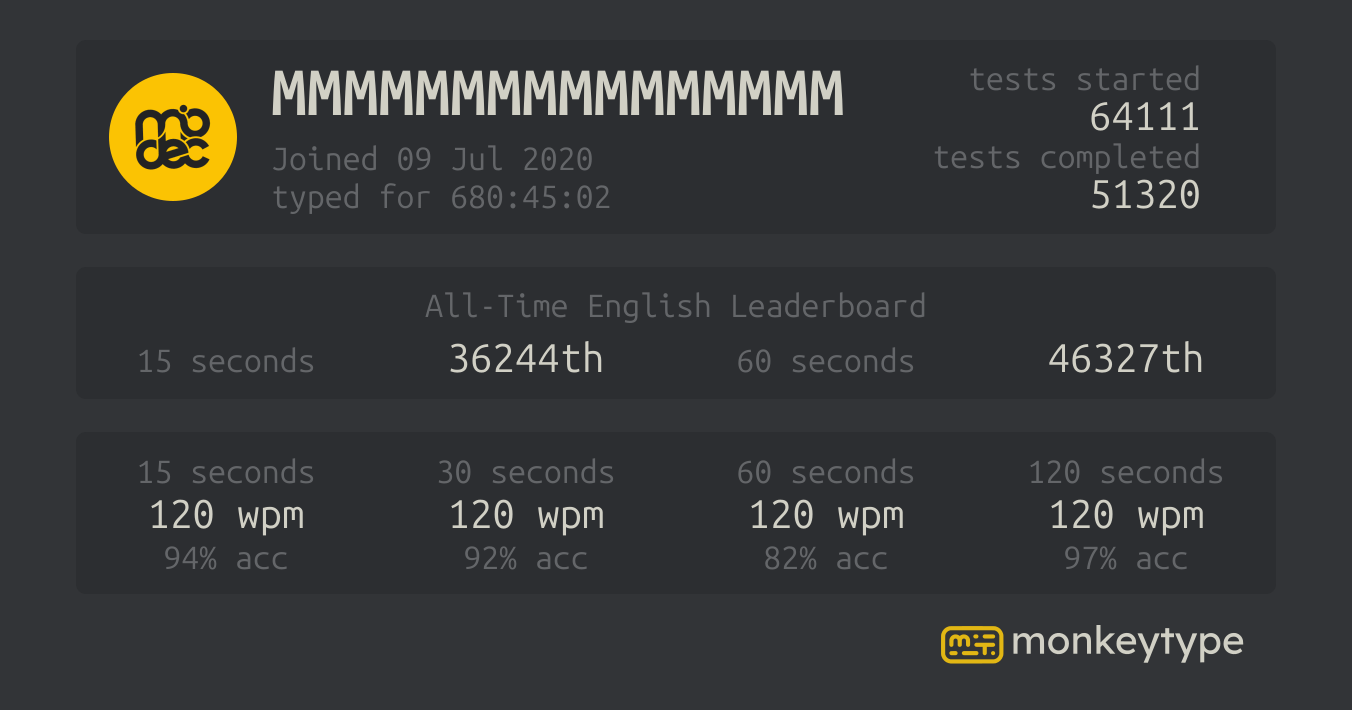 mio
dec
MMMMMMMMMMMMMMMM
Joined 09 Jul 2020
typed for 680:45:02
tests started
64111
tests completed
51320
All-Time English Leaderboard
15 seconds 36244th 60 seconds 46327th
15 seconds 30 seconds 60 seconds 120 seconds
120 wpm 120 wpm 120 wpm 120 wpm
94% acc 92% acc 82% acc 97% acc
monkeytype